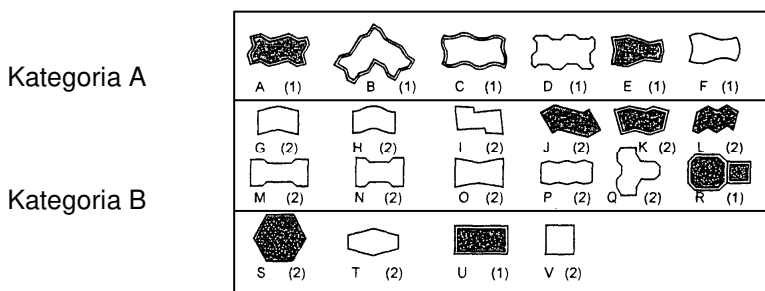 Kategoria A
A (1) B (1) C (1) D (1) E (1) F (1)
G (2) H (2) I (2) J (2) K (2) L (2)
Kategoria B
M (2) N (2) O (2) P (2) Q (2) R (1)
S (2) T (2) U (1) V (2)